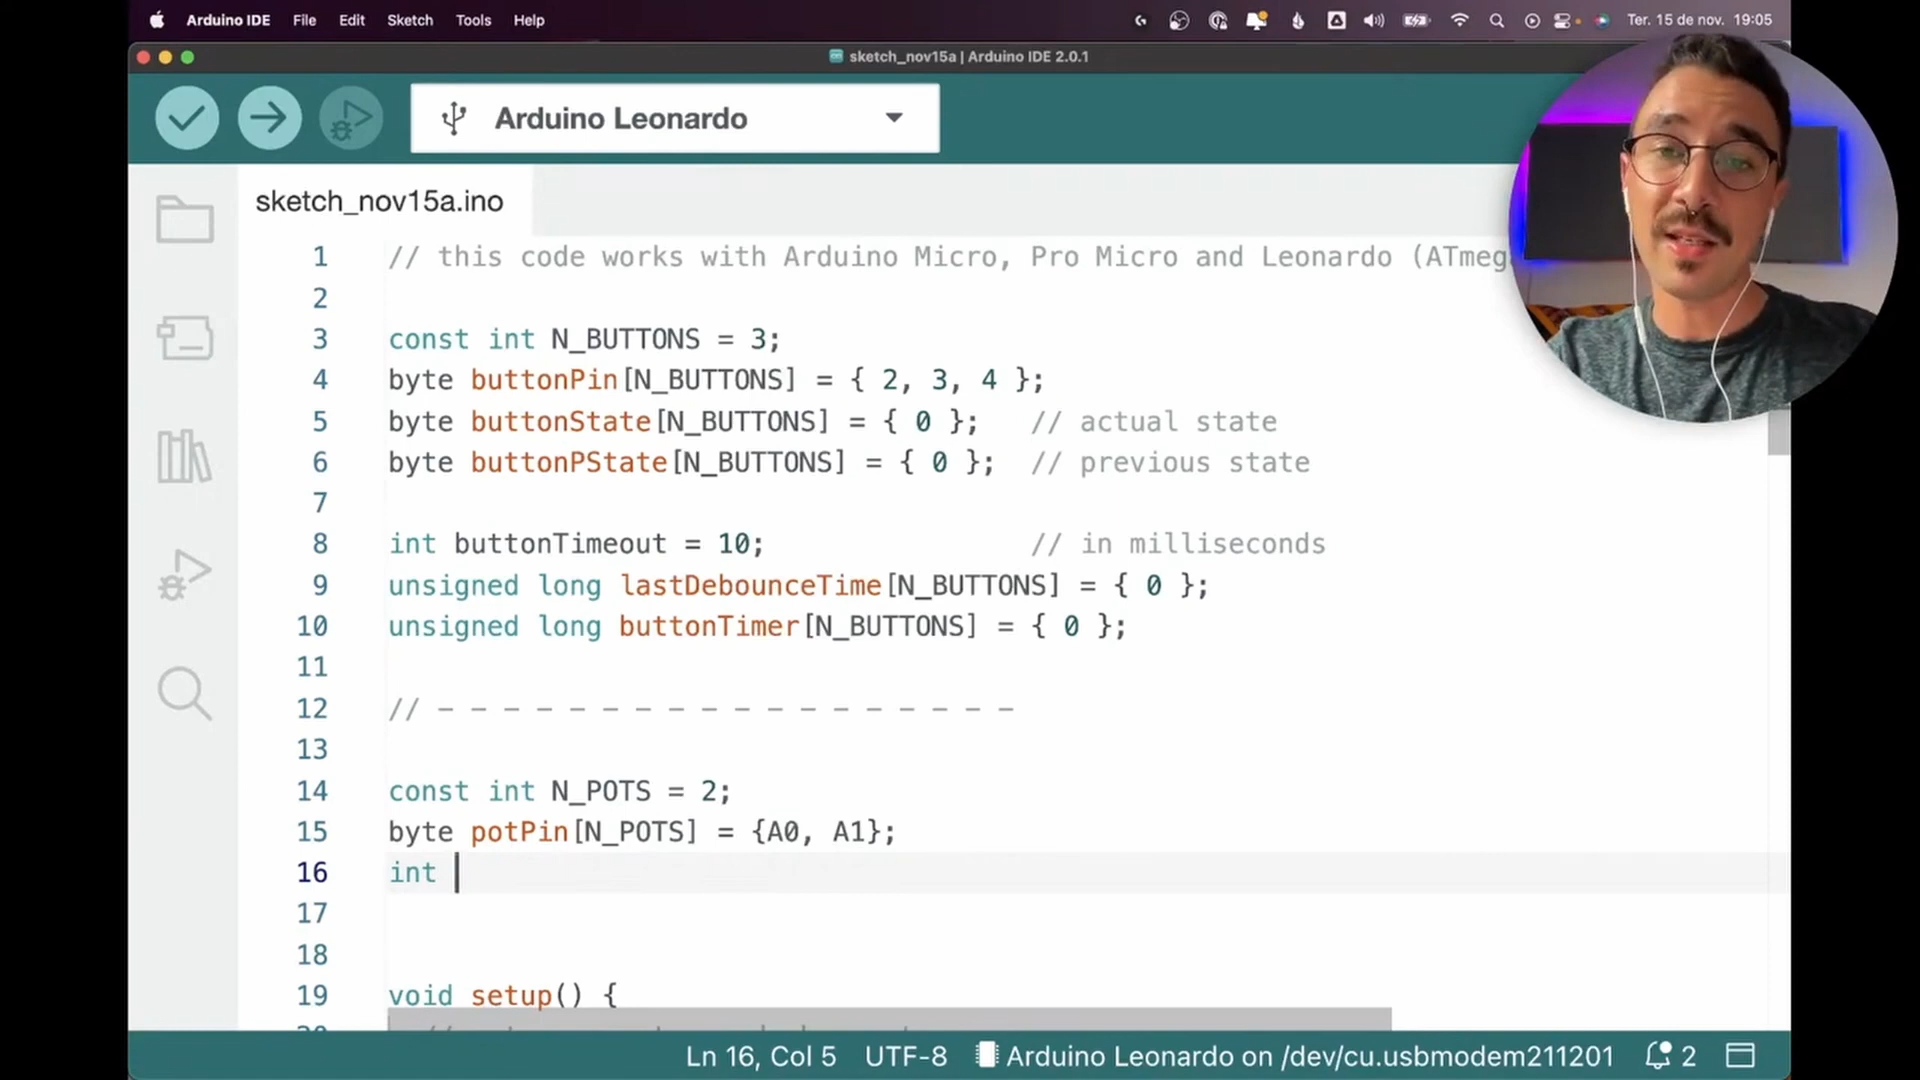 Arduino IDE File Edit Sketch Tools Help Ter. 15 de nov. 19:05
sketch_nov15a | Arduino IDE 2.0.1
Arduino Leonardo
sketch_nov15a.ino
1 // this code works with Arduino Micro, Pro Micro and Leonardo (ATmeg
2
3 const int N_BUTTONS = 3;
4 byte buttonPin[N_BUTTONS] = { 2, 3, 4 };
5 byte buttonState[N_BUTTONS] = { 0 }; // actual state
6 byte buttonPState[N_BUTTONS] = { 0 }; // previous state
7
8 int buttonTimeout = 10; // in milliseconds
9 unsigned long lastDebounceTime[N_BUTTONS] = { 0 };
10 unsigned long buttonTimer[N_BUTTONS] = { 0 };
11
12 // - - - - - - - - - - - - - - - - - -
13
14 const int N_POTS = 2;
15 byte potPin[N_POTS] = {A0, A1};
16 int
17
18
19 void setup() {
Ln 16, Col 5 UTF-8 Arduino Leonardo on /dev/cu.usbmodem211201 2